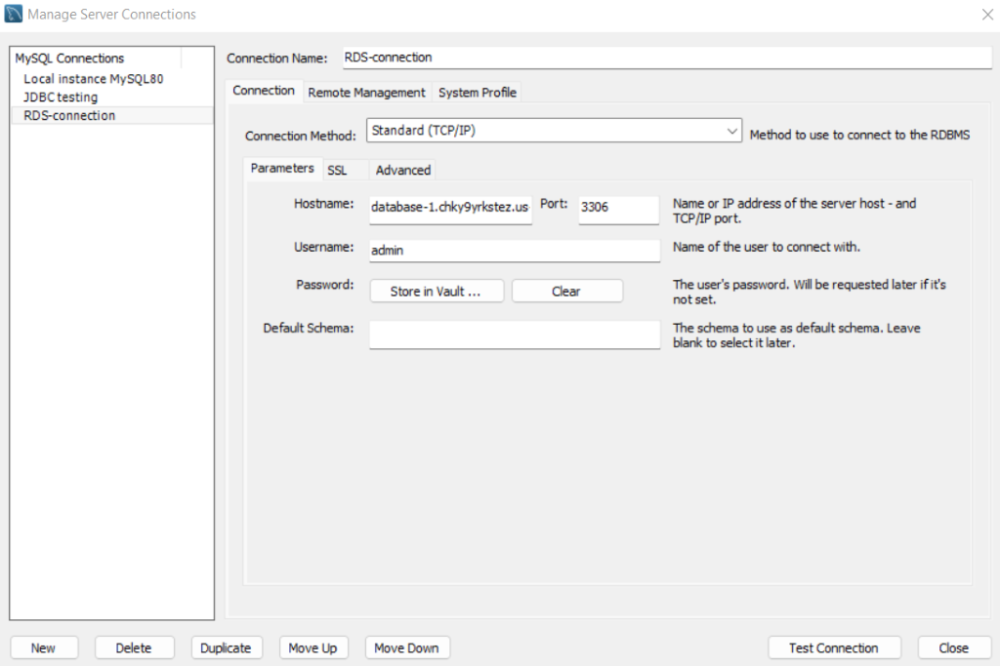 Manage Server Connections
MySQL Connections
Local instance MySQL80
JDBC testing
RDS-connection
Connection Name: RDS-connection
Connection Remote Management System Profile
Connection Method: Standard (TCP/IP) Method to use to connect to the RDBMS
Parameters SSL Advanced
Hostname: database-1.chky9yrkstez.us- Port: 3306 Name or IP address of the server host - and
TCP/IP port.
Username: admin Name of the user to connect with.
Password: Store in Vault ... Clear The user's password. Will be requested later if it's
not set.
Default Schema: The schema to use as default schema. Leave
blank to select it later.
New Delete Duplicate Move Up Move Down Test Connection Close